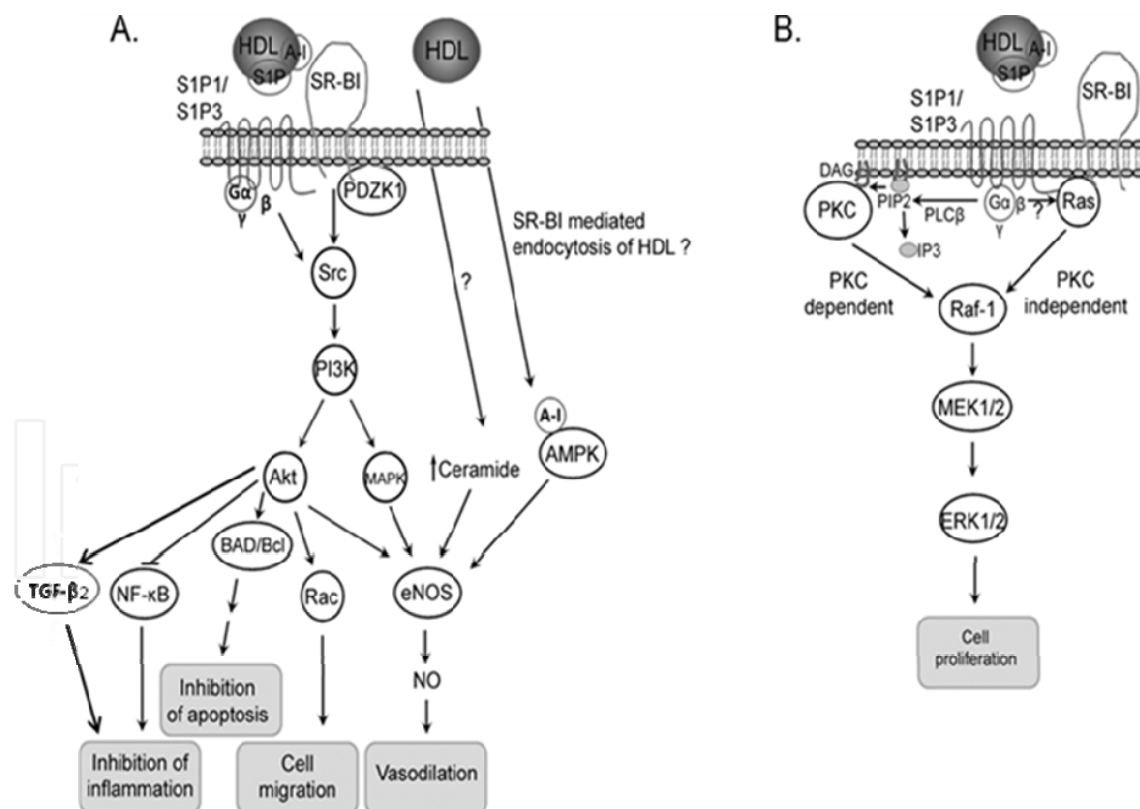 A.
HDL
A-I
S1P
S1P1/
S1P3
SR-BI
HDL
Gα
β
γ
PDZK1
SR-BI mediated
endocytosis of HDL ?
?
Src
PI3K
A-I
AMPK
Akt
MAPK
Ceramide
BAD/Bcl
TGF-β2
NF-κB
Rac
eNOS
NO
Inhibition
of apoptosis
Inhibition of
inflammation
Cell
migration
Vasodilation
B.
HDL
A-I
S1P
S1P1/
S1P3
SR-BI
DAG
PKC
PIP2
PLCβ
Gα
β
γ
?
Ras
IP3
PKC
dependent
PKC
independent
Raf-1
MEK1/2
ERK1/2
Cell
proliferation